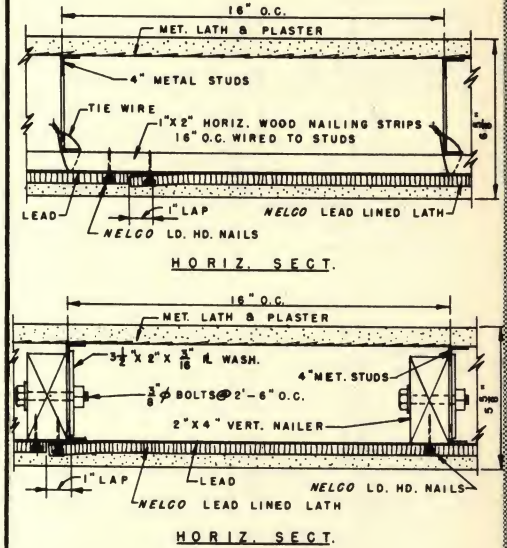 16" O.C.
MET. LATH & PLASTER
4" METAL STUDS
TIE WIRE
1"X2" HORIZ. WOOD NAILING STRIPS
16" O.C. WIRED TO STUDS
6 5/8"
LEAD
1" LAP
NELCO LEAD LINED LATH
NELCO LD. HD. NAILS
HORIZ. SECT.
16" O.C.
MET. LATH & PLASTER
3 1/2" X 2" X 3/16 PL WASH.
4" MET. STUDS
3/8" φ BOLTS @ 2'-6" O.C.
2"X4" VERT. NAILER
5 5/8"
1" LAP
LEAD
NELCO LD. HD. NAILS
NELCO LEAD LINED LATH
HORIZ. SECT.